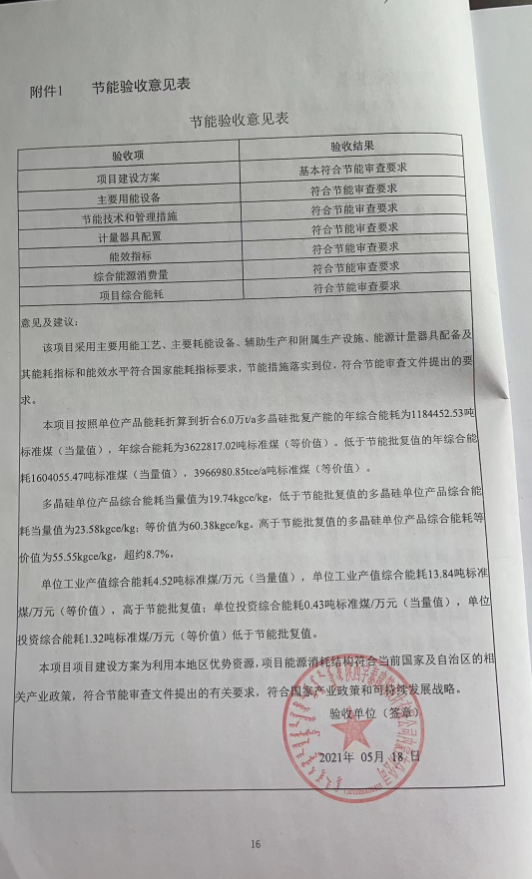 附件1 节能验收意见表
节能验收意见表
验收项 验收结果
项目建设方案 基本符合节能审查要求
主要用能设备 符合节能审查要求
节能技术和管理措施 符合节能审查要求
计量器具配置 符合节能审查要求
能效指标 符合节能审查要求
综合能源消费量 符合节能审查要求
项目综合能耗 符合节能审查要求
意见及建议：
该项目采用主要用能工艺、主要耗能设备、辅助生产和附属生产设施、能源计量器具配备及
其能耗指标和能效水平符合国家能耗指标要求，节能措施落实到位，符合节能审查文件提出的要
求。
本项目按照单位产品能耗折算到折合6.0万t/a多晶硅批复产能的年综合能耗为1184452.53吨
标准煤（当量值），年综合能耗为3622817.02吨标准煤（等价值）。低于节能批复值的年综合能
耗1604055.47吨标准煤（当量值），3966980.85tce/a吨标准煤（等价值）。
多晶硅单位产品综合能耗当量值为19.74kgce/kg，低于节能批复值的多晶硅单位产品综合能
耗当量值为23.58kgce/kg；等价值为60.38kgce/kg，高于节能批复值的多晶硅单位产品综合能耗等
价值为55.55kgce/kg，超约8.7%。
单位工业产值综合能耗4.52吨标准煤/万元（当量值），单位工业产值综合能耗13.84吨标准
煤/万元（等价值），高于节能批复值；单位投资综合能耗0.43吨标准煤/万元（当量值），单位
投资综合能耗1.32吨标准煤/万元（等价值）低于节能批复值。
本项目项目建设方案为利用本地区优势资源，项目能源消耗结构符合当前国家及自治区的相
关产业政策，符合节能审查文件提出的有关要求，符合国家产业政策和可持续发展战略。
验收单位（签章）
2021年 05月 18 日
16